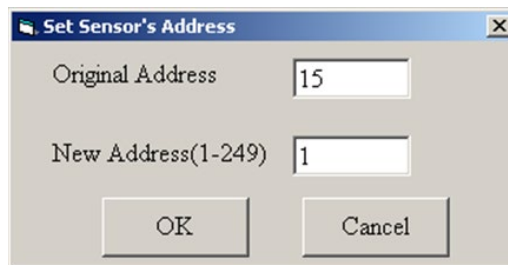 Set Sensor's Address
Original Address 15
New Address(1-249) 1
OK Cancel